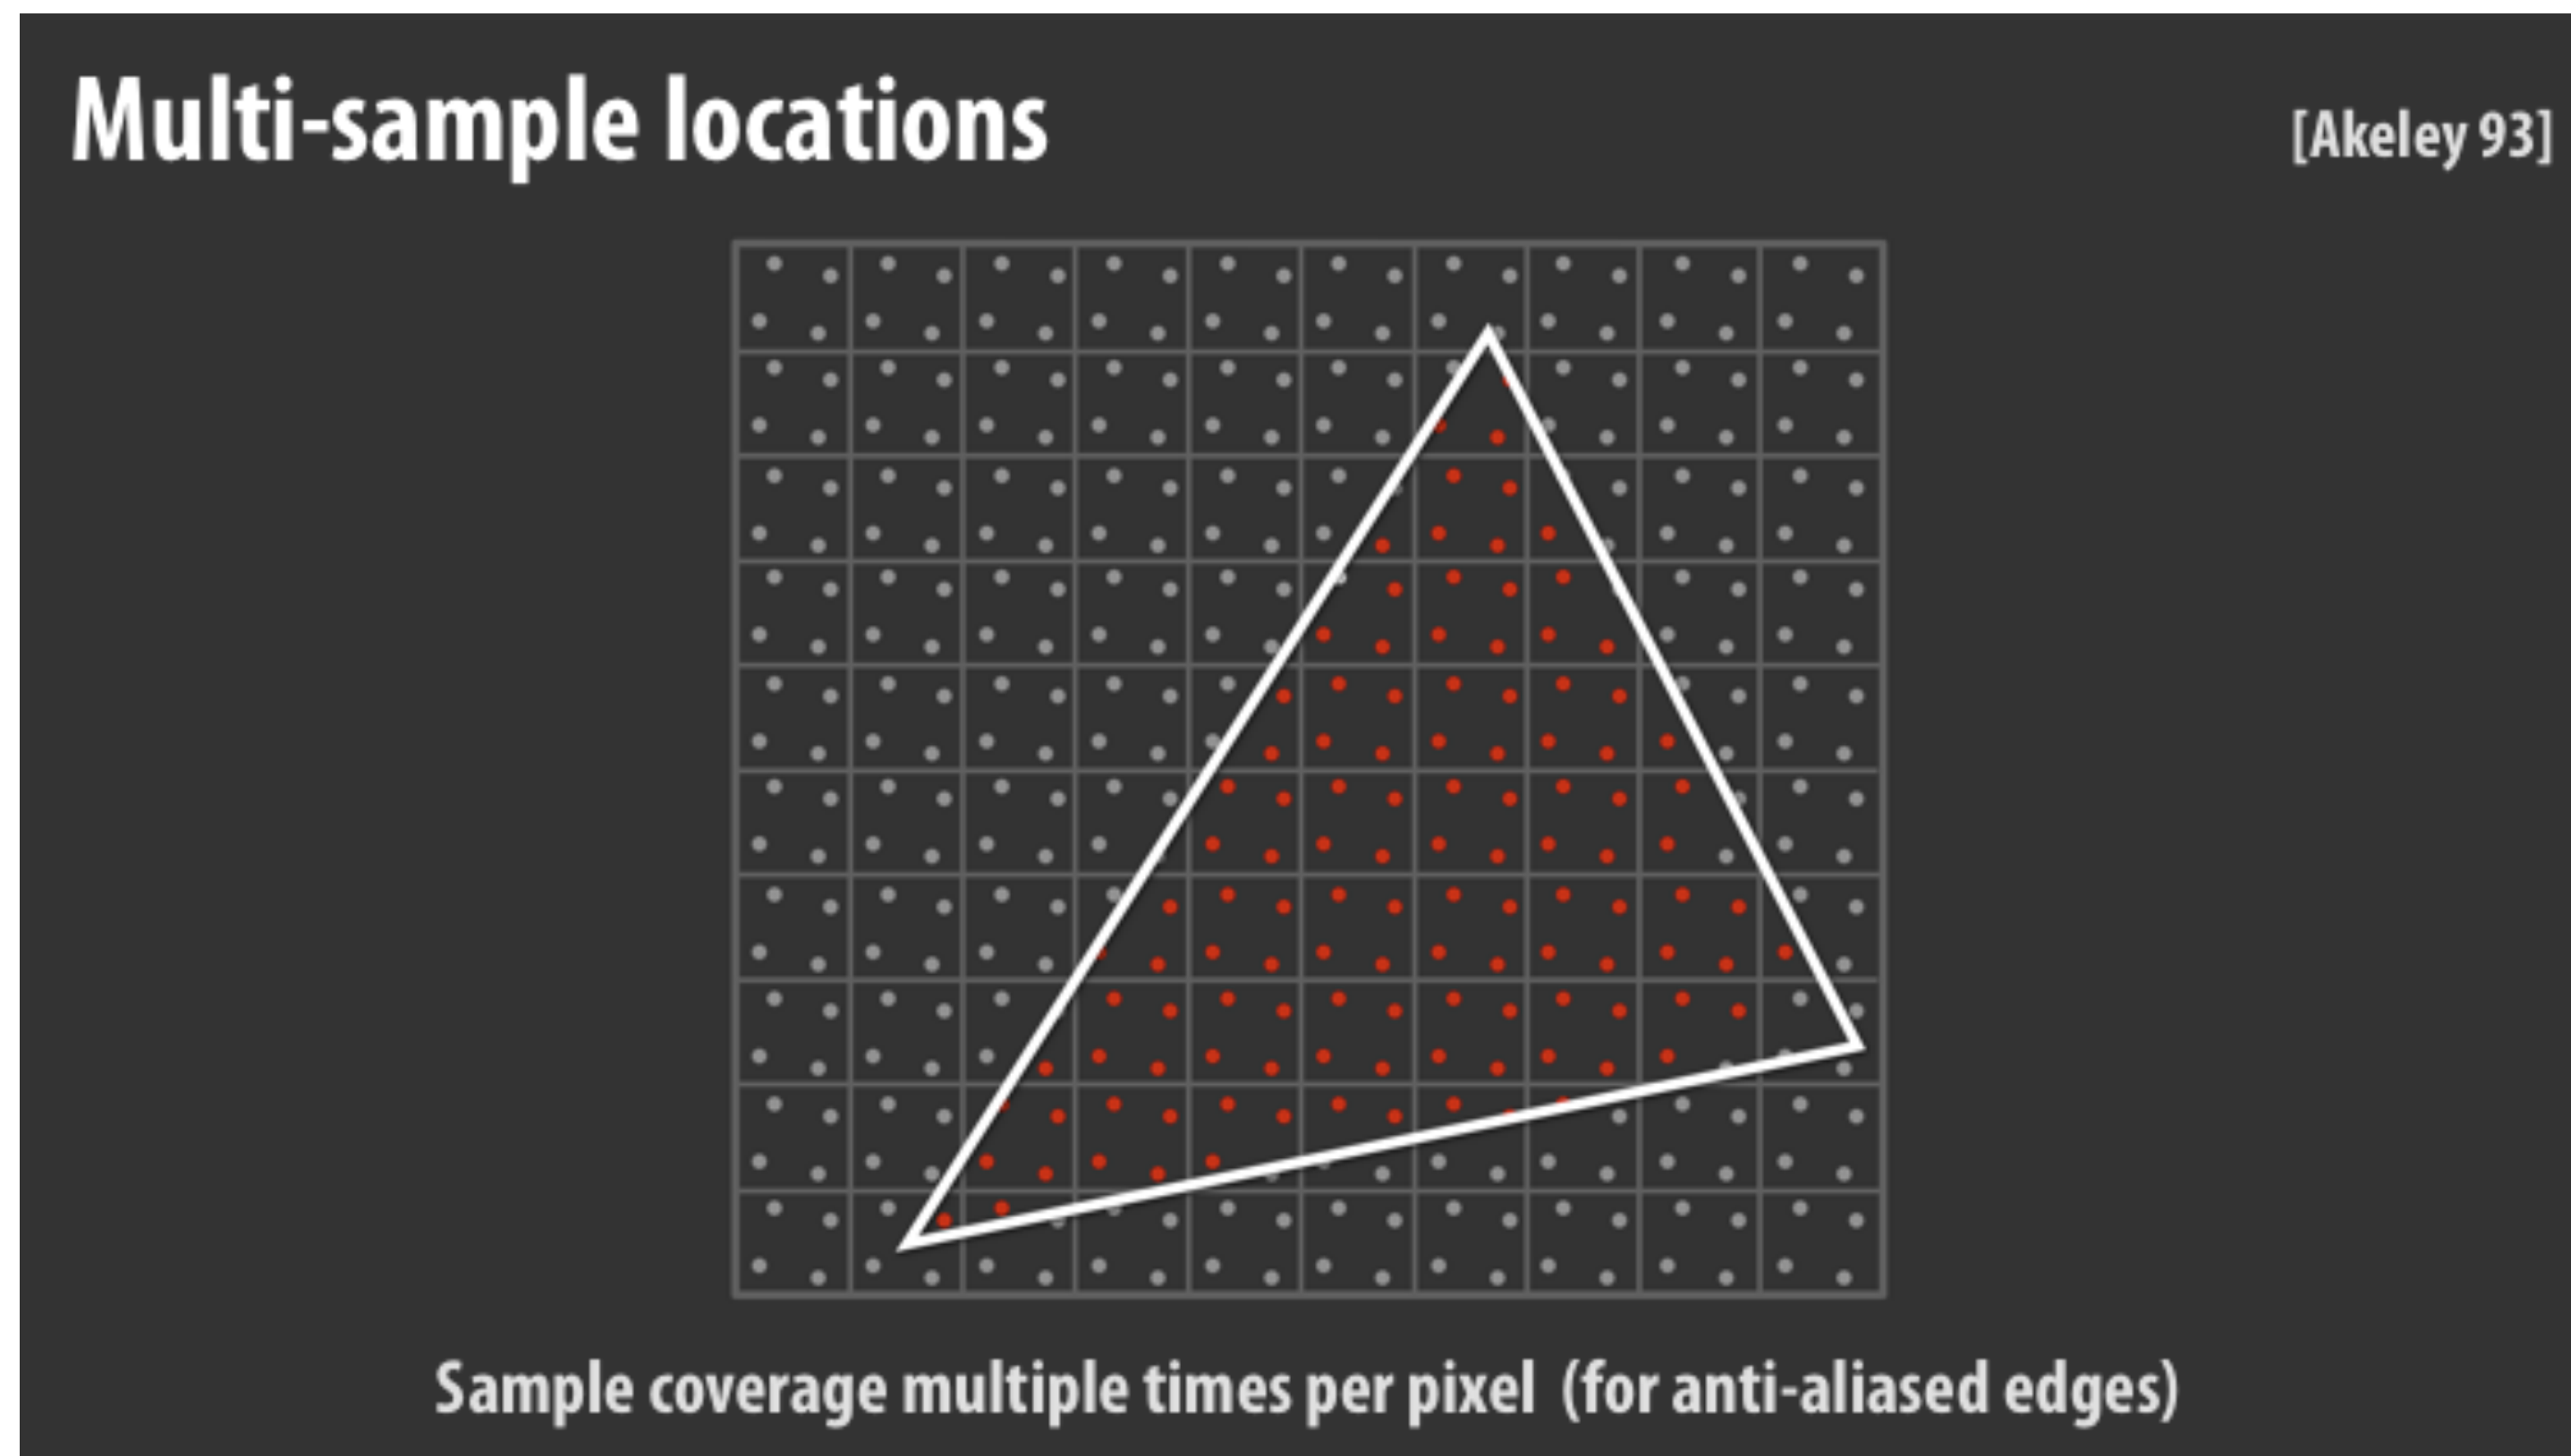 Multi-sample locations
[Akeley 93]
Sample coverage multiple times per pixel (for anti-aliased edges)